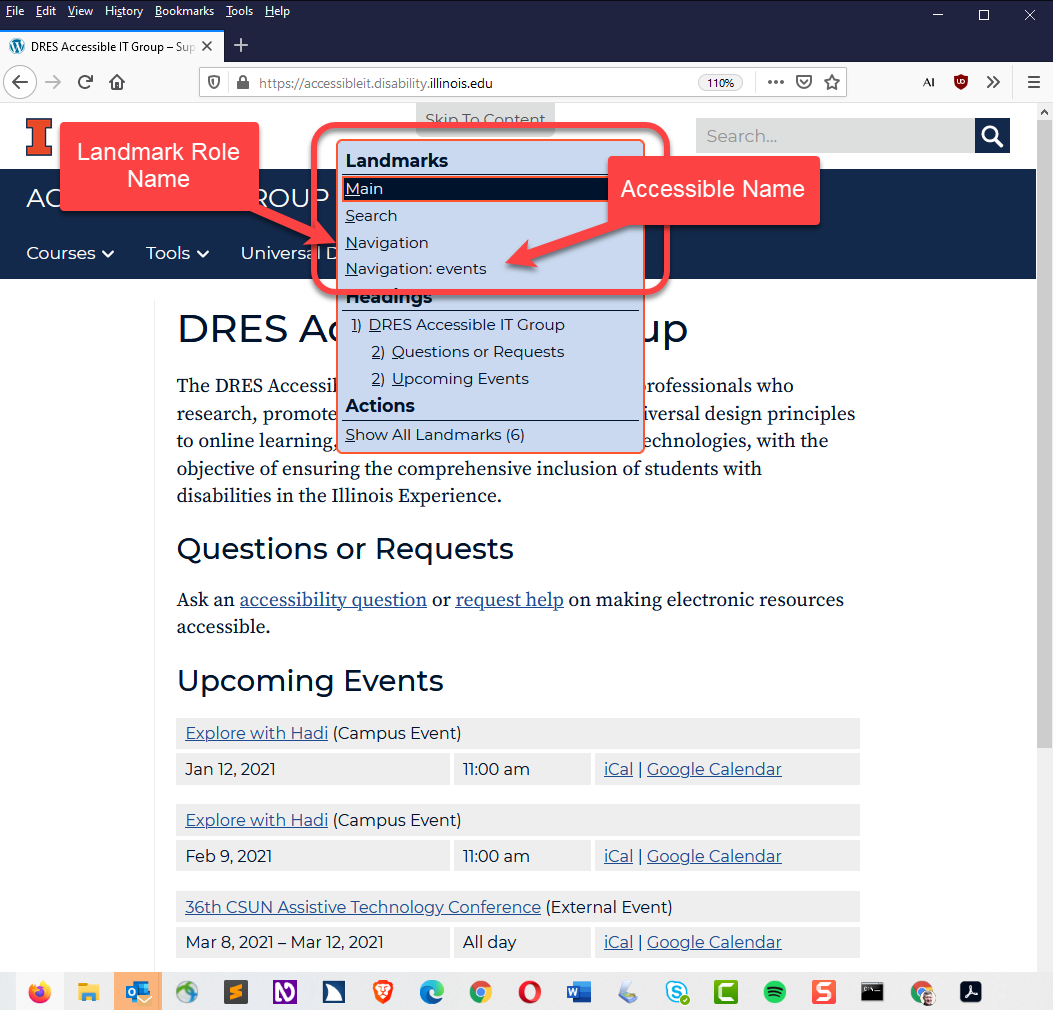 File Edit View History Bookmarks Tools Help
DRES Accessible IT Group – Sup
https://accessibleit.disability.illinois.edu
110%
Skip To Content
Search...
Landmark Role
Name
Accessible Name
ROUP
Courses
Tools
Universal D
Landmarks
Main
Search
Navigation
Navigation: events
Headings
1) DRES Accessible IT Group
2) Questions or Requests
2) Upcoming Events
Actions
Show All Landmarks (6)
DRES Ac up
The DRES Accessi rofessionals who
research, promote iversal design principles
to online learning, echnologies, with the
objective of ensuring the comprehensive inclusion of students with
disabilities in the Illinois Experience.
Questions or Requests
Ask an accessibility question or request help on making electronic resources
accessible.
Upcoming Events
Explore with Hadi (Campus Event)
Jan 12, 2021 11:00 am iCal | Google Calendar
Explore with Hadi (Campus Event)
Feb 9, 2021 11:00 am iCal | Google Calendar
36th CSUN Assistive Technology Conference (External Event)
Mar 8, 2021 – Mar 12, 2021 All day iCal | Google Calendar